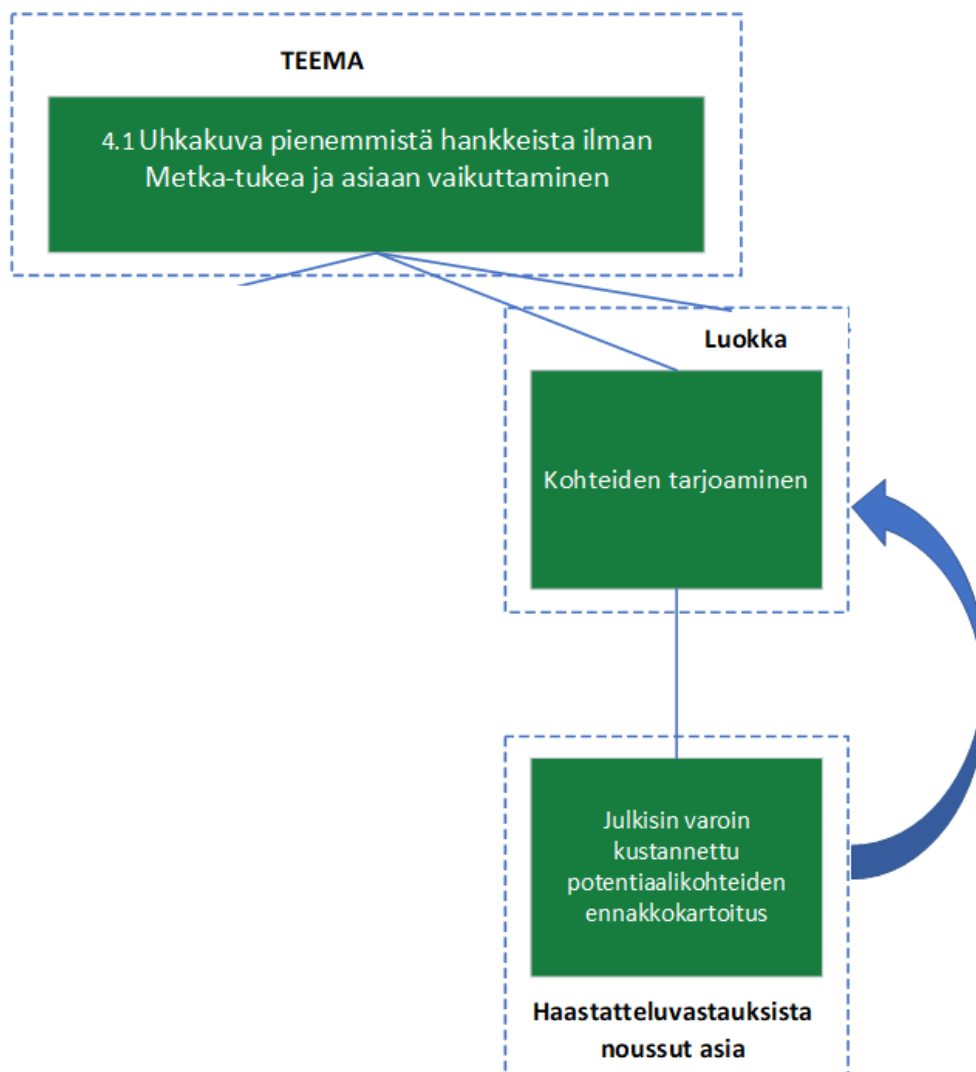 TEEMA
4.1 Uhkakuva pienemmistä hankkeista ilman
Metka-tukea ja asiaan vaikuttaminen
Luokka
Kohteiden tarjoaminen
Julkisin varoin
kustannettu
potentiaalikohteiden
ennakkokartoitus
Haastatteluvastauksista
noussut asia